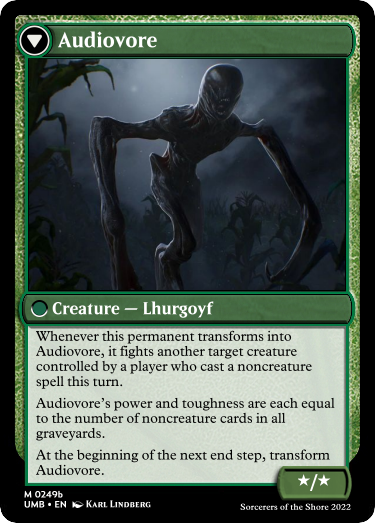 Audiovore
Creature — Lhurgoyf
Whenever this permanent transforms into
Audiovore, it fights another target creature
controlled by a player who cast a noncreature
spell this turn.
Audiovore's power and toughness are each equal
to the number of noncreature cards in all
graveyards.
At the beginning of the next end step, transform
Audiovore.
★/★
M 0249b
UMB • EN Karl Lindberg
Sorcerers of the Shore 2022